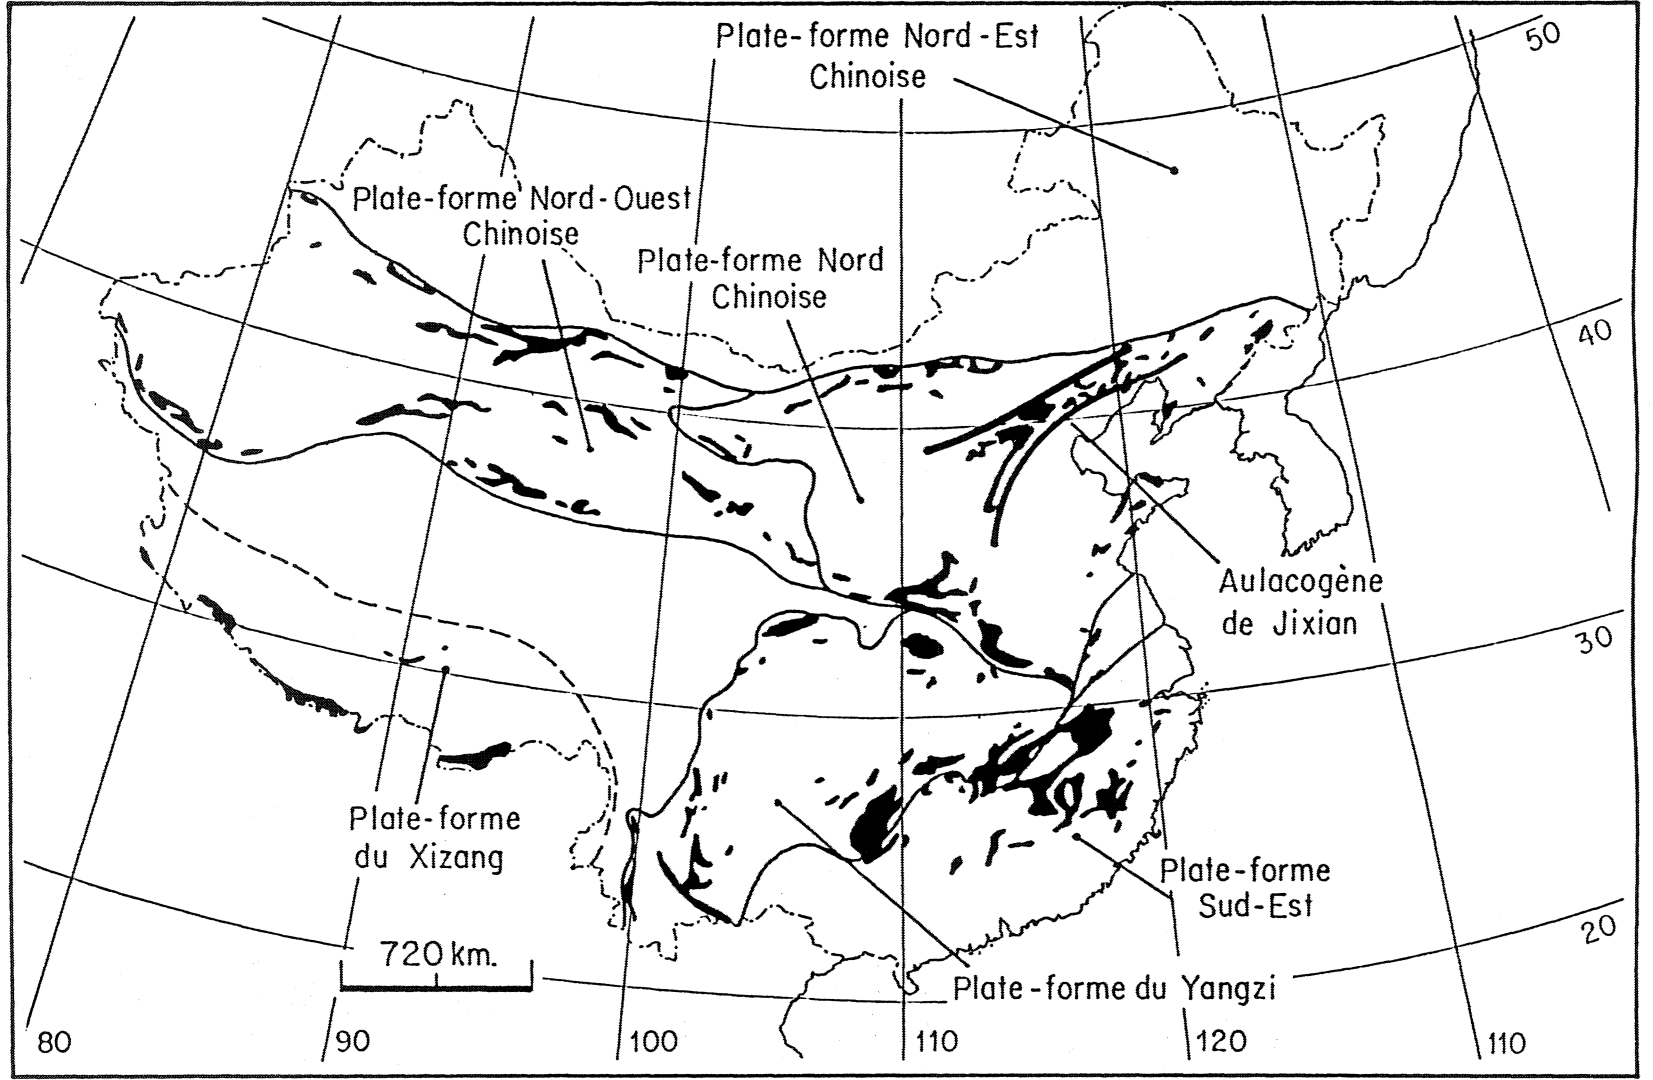 Plate-forme Nord-Est
Chinoise
50
Plate-forme Nord-Ouest
Chinoise
Plate-forme Nord
Chinoise
40
Aulacogène
de Jixian
30
Plate-forme
du Xizang
Plate-forme
Sud-Est
20
720 km.
Plate-forme du Yangzi
80
90
100
110
120
110